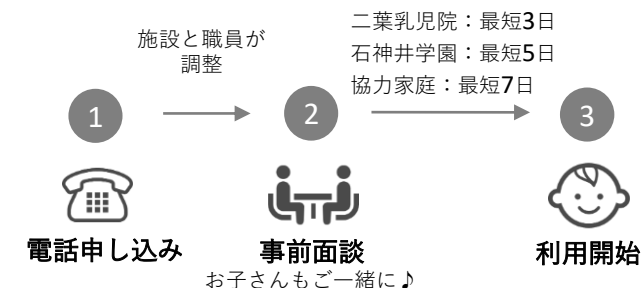 施設と職員が
調整
二葉乳児院：最短3日
石神井学園：最短5日
協力家庭：最短7日
1
2
3
電話申し込み
事前面談
利用開始
お子さんもご一緒に♪